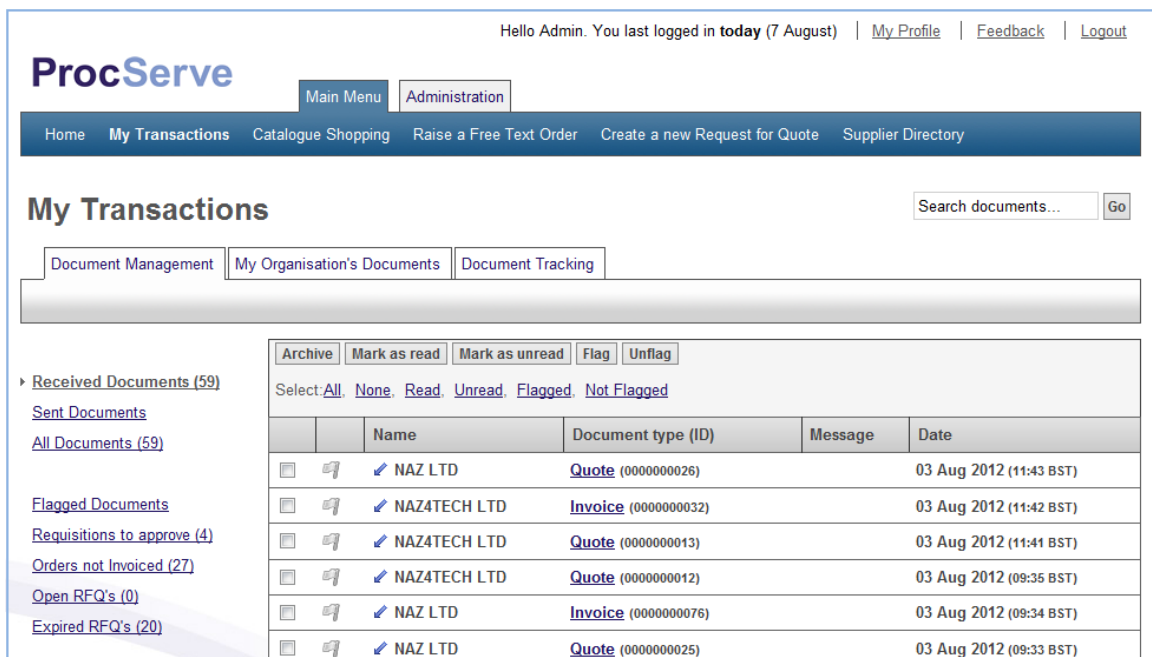 Hello Admin. You last logged in today (7 August) | My Profile | Feedback | Logout
ProcServe
Main Menu Administration
Home My Transactions Catalogue Shopping Raise a Free Text Order Create a new Request for Quote Supplier Directory
My Transactions
Search documents... Go
Document Management My Organisation's Documents Document Tracking
Archive Mark as read Mark as unread Flag Unflag
Select:All, None, Read, Unread, Flagged, Not Flagged
Received Documents (59)
Sent Documents
All Documents (59)
Flagged Documents
Requisitions to approve (4)
Orders not Invoiced (27)
Open RFQ's (0)
Expired RFQ's (20)
Name Document type (ID) Message Date
NAZ LTD Quote (0000000026) 03 Aug 2012 (11:43 BST)
NAZ4TECH LTD Invoice (0000000032) 03 Aug 2012 (11:42 BST)
NAZ4TECH LTD Quote (0000000013) 03 Aug 2012 (11:41 BST)
NAZ4TECH LTD Quote (0000000012) 03 Aug 2012 (09:35 BST)
NAZ LTD Invoice (0000000076) 03 Aug 2012 (09:34 BST)
NAZ LTD Quote (0000000025) 03 Aug 2012 (09:33 BST)